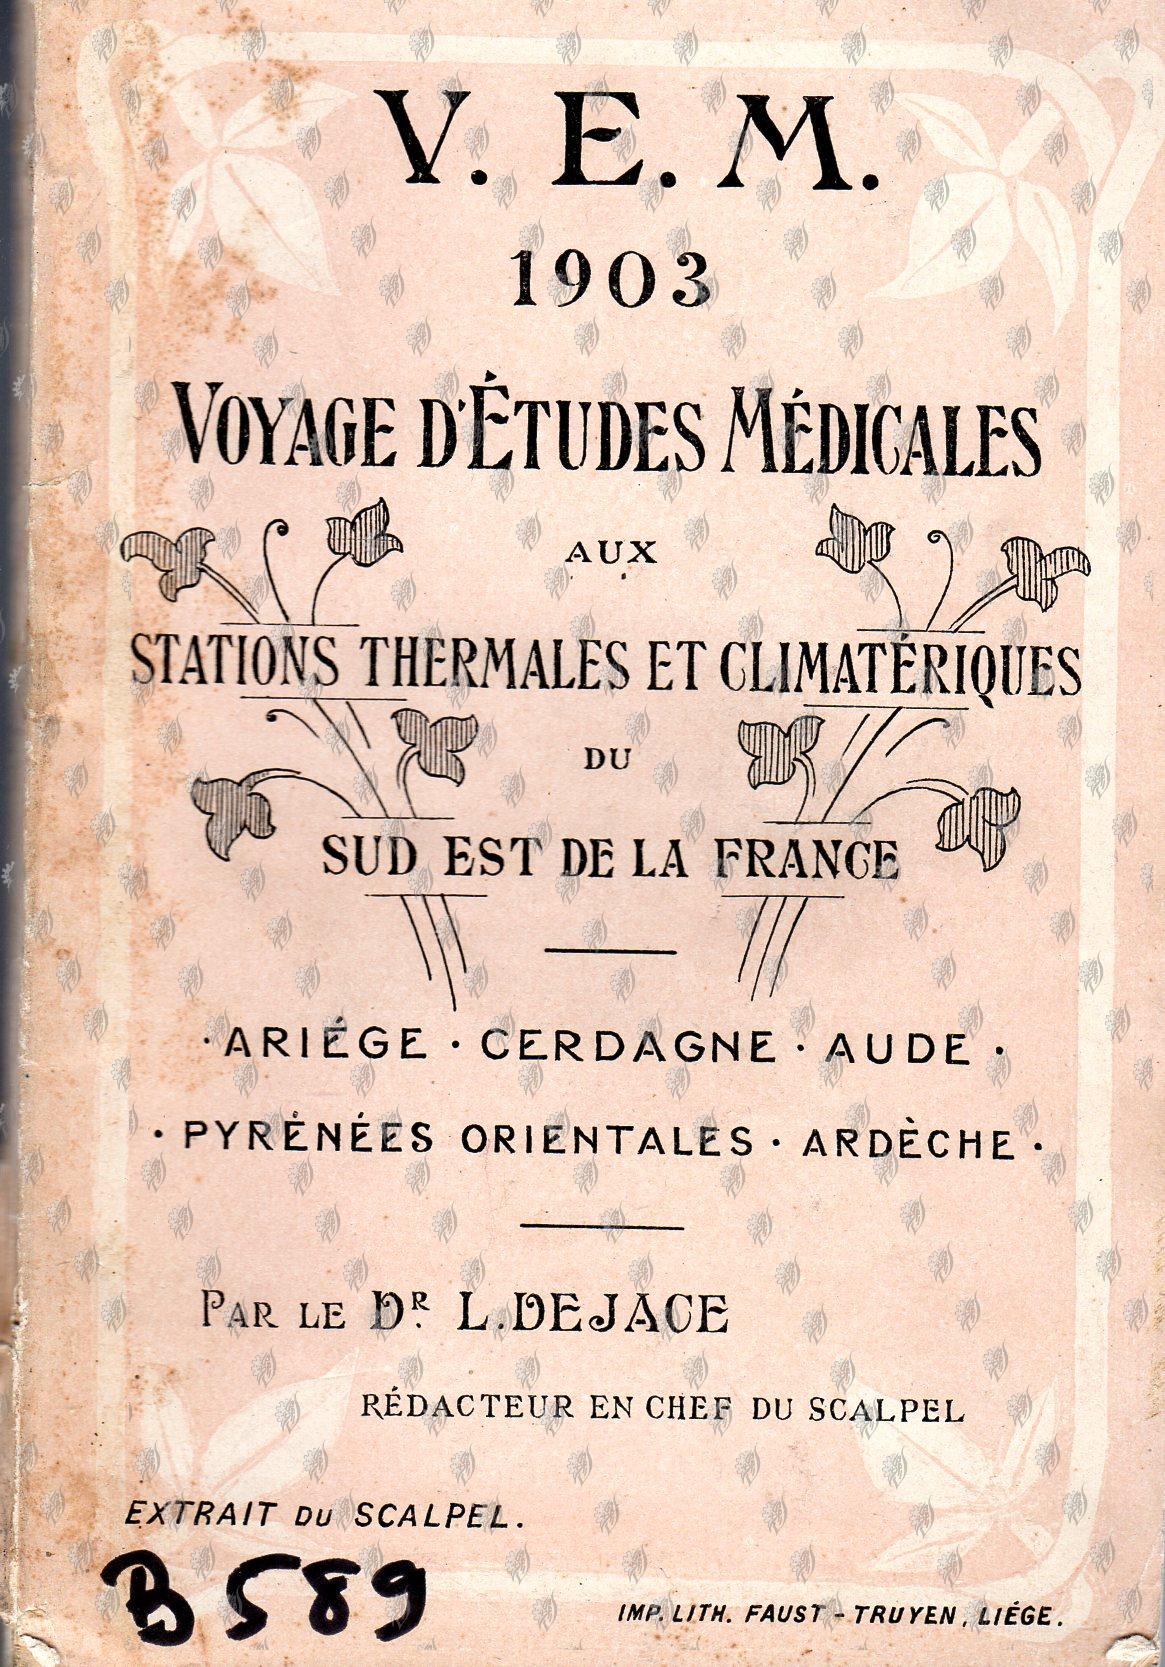 V. E. M.
1903
VOYAGE D'ÉTUDES MÉDICALES
AUX
STATIONS THERMALES ET CLIMATÉRIQUES
DU
SUD EST DE LA FRANCE
· ARIÉGE · CERDAGNE · AUDE ·
· PYRÉNÉES ORIENTALES · ARDÈCHE ·
PAR LE DR. L. DEJACE
RÉDACTEUR EN CHEF DU SCALPEL
EXTRAIT DU SCALPEL.
B 589
IMP. LITH. FAUST - TRUYEN, LIÉGE.